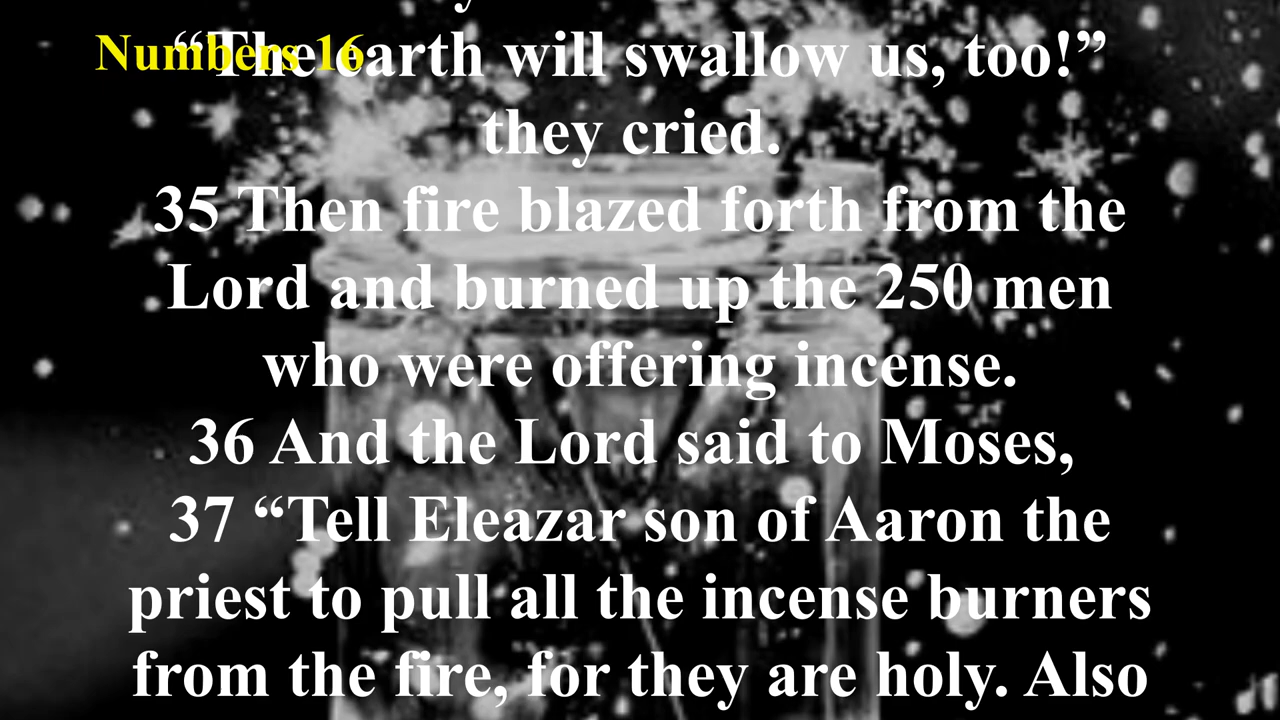 Numbers 16
“The earth will swallow us, too!”
they cried.
35 Then fire blazed forth from the
Lord and burned up the 250 men
who were offering incense.
36 And the Lord said to Moses,
37 “Tell Eleazar son of Aaron the
priest to pull all the incense burners
from the fire, for they are holy. Also